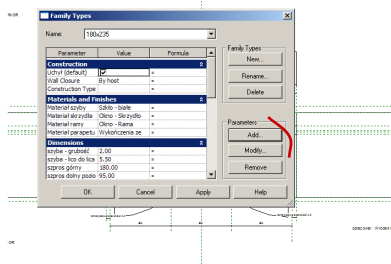 Family Types
Name: 180x235
Family Types
Parameter Value Formula
New...
Construction
Uchył (default) =
Rename...
Wall Closure By host =
Construction Type =
Delete
Materials and Finishes
Materiał szyby Szkło - białe =
Materiał skrzydła Okno - Skrzydło =
Materiał ramy Okno - Rama =
Parameters
Materiał parapetu Wykończenia ze =
Add...
Dimensions
szyba - grubość 2.00 =
Modify...
szyba - lico do lica 5.50 =
szpros górny 180.00 =
Remove
szpros dolny pozio 95.00 =
OK Cancel Apply Help